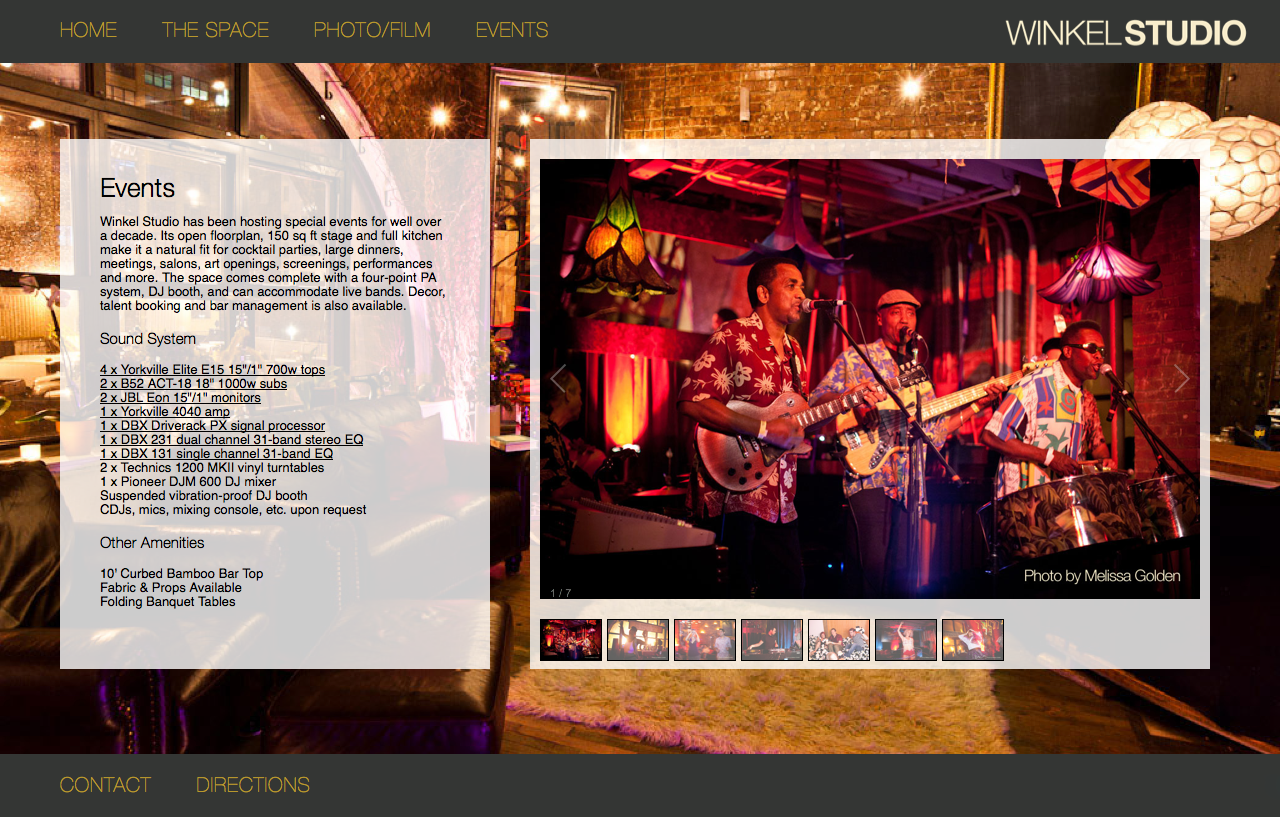 HOME THE SPACE PHOTO/FILM EVENTS
WINKELSTUDIO
Events
Winkel Studio has been hosting special events for well over
a decade. Its open floorplan, 150 sq ft stage and full kitchen
make it a natural fit for cocktail parties, large dinners,
meetings, salons, art openings, screenings, performances
and more. The space comes complete with a four-point PA
system, DJ booth, and can accommodate live bands. Decor,
talent booking and bar management is also available.
Sound System
4 x Yorkville Elite E15 15"/1" 700w tops
2 x B52 ACT-18 18" 1000w subs
2 x JBL Eon 15"/1" monitors
1 x Yorkville 4040 amp
1 x DBX Driverack PX signal processor
1 x DBX 231 dual channel 31-band stereo EQ
1 x DBX 131 single channel 31-band EQ
2 x Technics 1200 MKII vinyl turntables
1 x Pioneer DJM 600 DJ mixer
Suspended vibration-proof DJ booth
CDJs, mics, mixing console, etc. upon request
Other Amenities
10' Curbed Bamboo Bar Top
Fabric & Props Available
Folding Banquet Tables
Photo by Melissa Golden
1 / 7
CONTACT DIRECTIONS